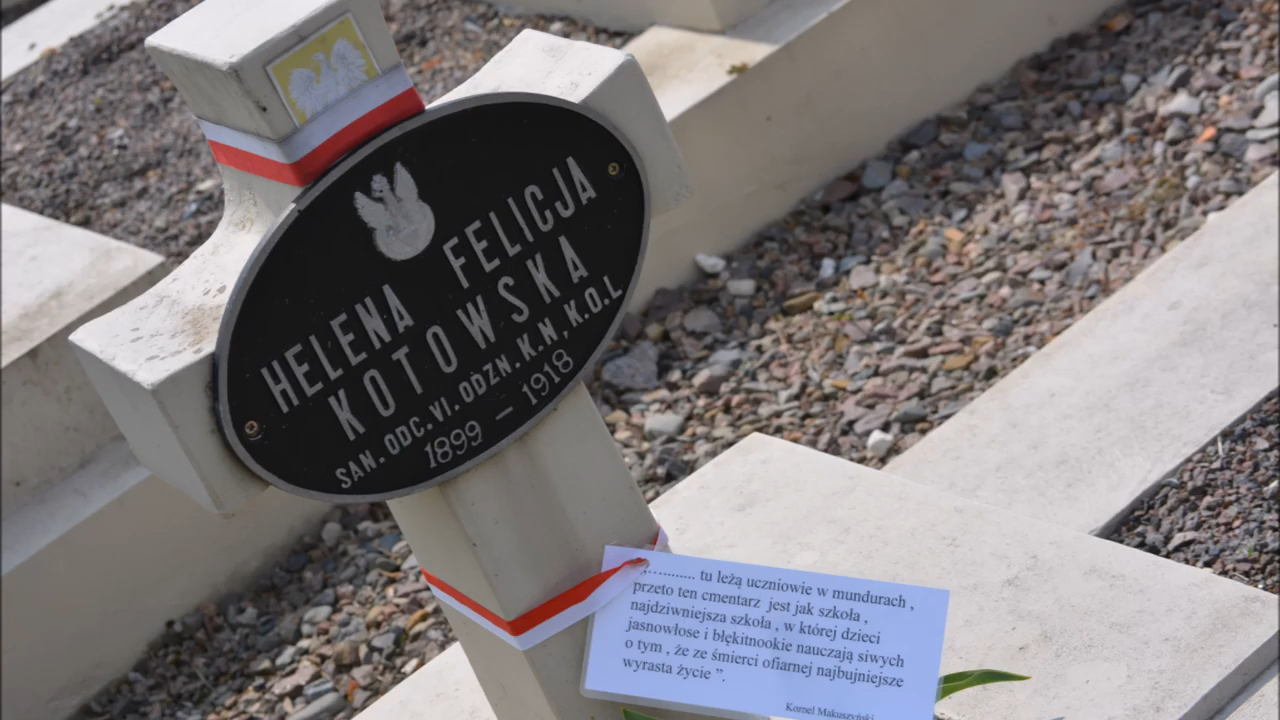 HELENA FELICJA
KOTOWSKA
SAN. ODC. VI. ODZN. K.N, K.O.L
1899 – 1918
,........... tu leżą uczniowie w mundurach ,
przeto ten cmentarz jest jak szkoła ,
najdziwniejsza szkoła , w której dzieci
jasnowłose i błękitnookie nauczają siwych
o tym , że ze śmierci ofiarnej najbujniejsze
wyrasta życie ”.
Kornel Makuszyński